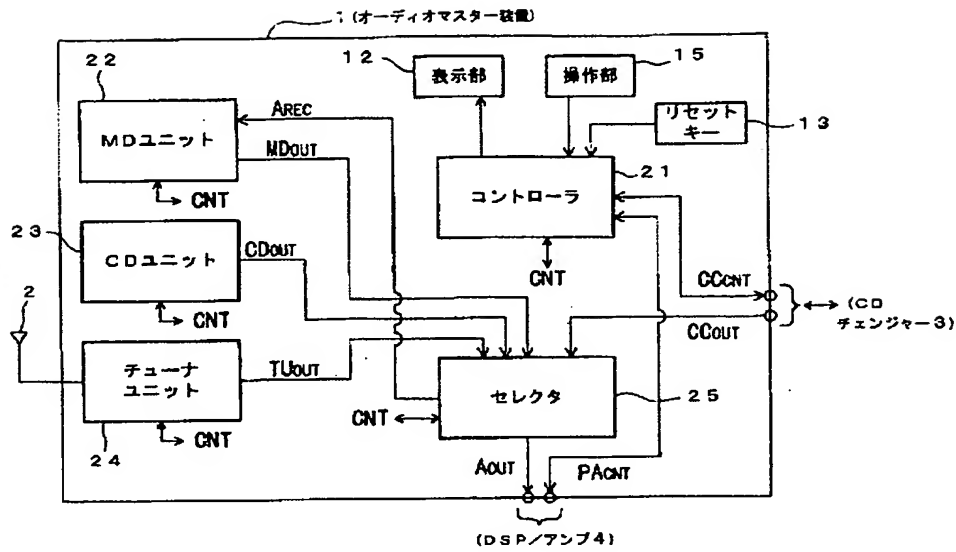 1 (オーディオマスター装置)
22
12
表示部
操作部
15
リセット
キー
13
MDユニット
AREC
MDOUT
CNT
コントローラ
21
CNT
23
CDユニット
CDOUT
CNT
CCCNT
CCOUT
(CD
チェンジャー3)
2
チューナ
ユニット
TUOUT
CNT
24
セレクタ
25
CNT
AOUT
PACNT
(DSP/アンプ4)